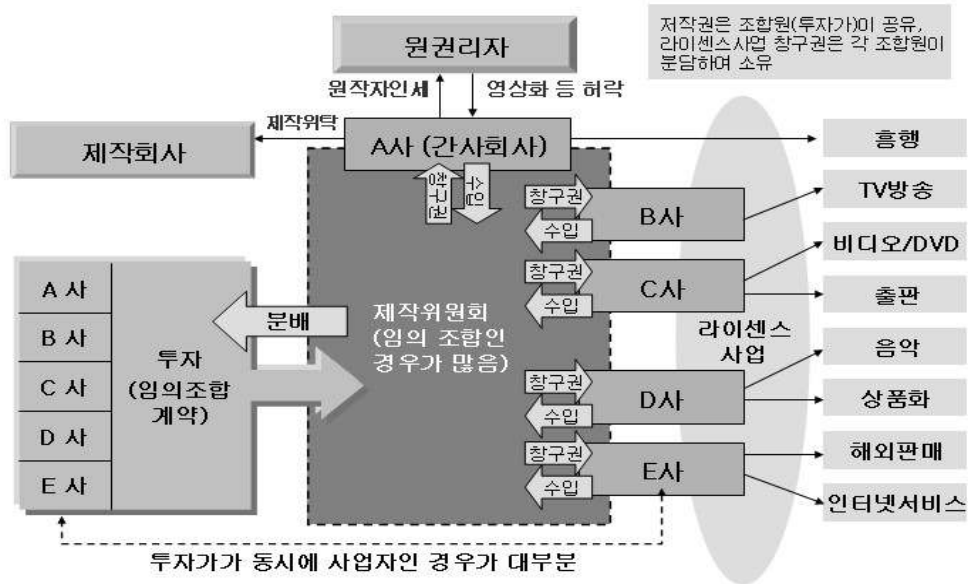 저작권은 조합원(투자가)이 공유,
라이센스사업 창구권은 각 조합원이
분담하여 소유
원권리자
원작자인세
영상화 등 허락
제작위탁
제작회사
A사 (간사회사)
흥행
창구권
수입
창구권
수입
B사
TV방송
창구권
수입
C사
비디오/DVD
출판
A 사
B 사
C 사
D 사
E 사
투자
(임의조합
계약)
분배
제작위원회
(임의 조합인
경우가 많음)
라이센스
사업
창구권
수입
D사
음악
상품화
창구권
수입
E사
해외판매
인터넷서비스
투자가가 동시에 사업자인 경우가 대부분